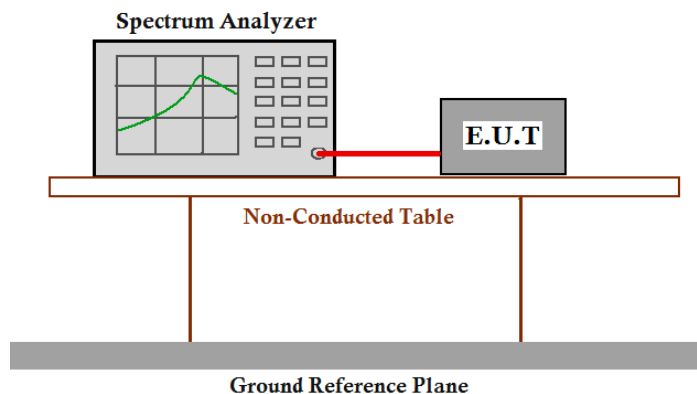 Spectrum Analyzer
E.U.T
Non-Conducted Table
Ground Reference Plane